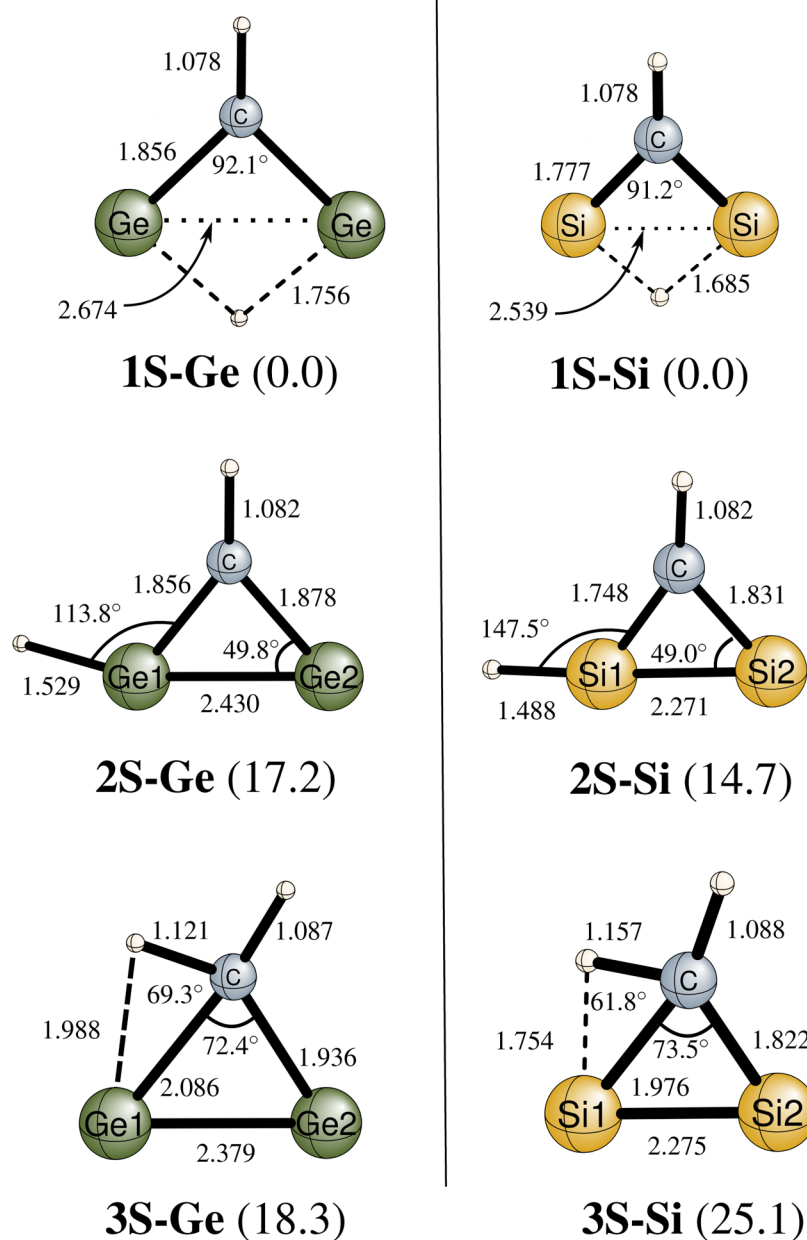 1.078
C
1.856
92.1°
Ge
Ge
2.674
1.756
1S-Ge (0.0)
1.078
C
1.777
91.2°
Si
Si
2.539
1.685
1S-Si (0.0)
1.082
C
1.856
1.878
113.8°
49.8°
Ge1
Ge2
1.529
2.430
2S-Ge (17.2)
1.082
C
1.748
1.831
147.5°
49.0°
Si1
Si2
1.488
2.271
2S-Si (14.7)
1.121
1.087
C
69.3°
1.988
72.4°
1.936
2.086
Ge1
Ge2
2.379
3S-Ge (18.3)
1.157
1.088
C
61.8°
1.754
73.5°
1.822
1.976
Si1
Si2
2.275
3S-Si (25.1)